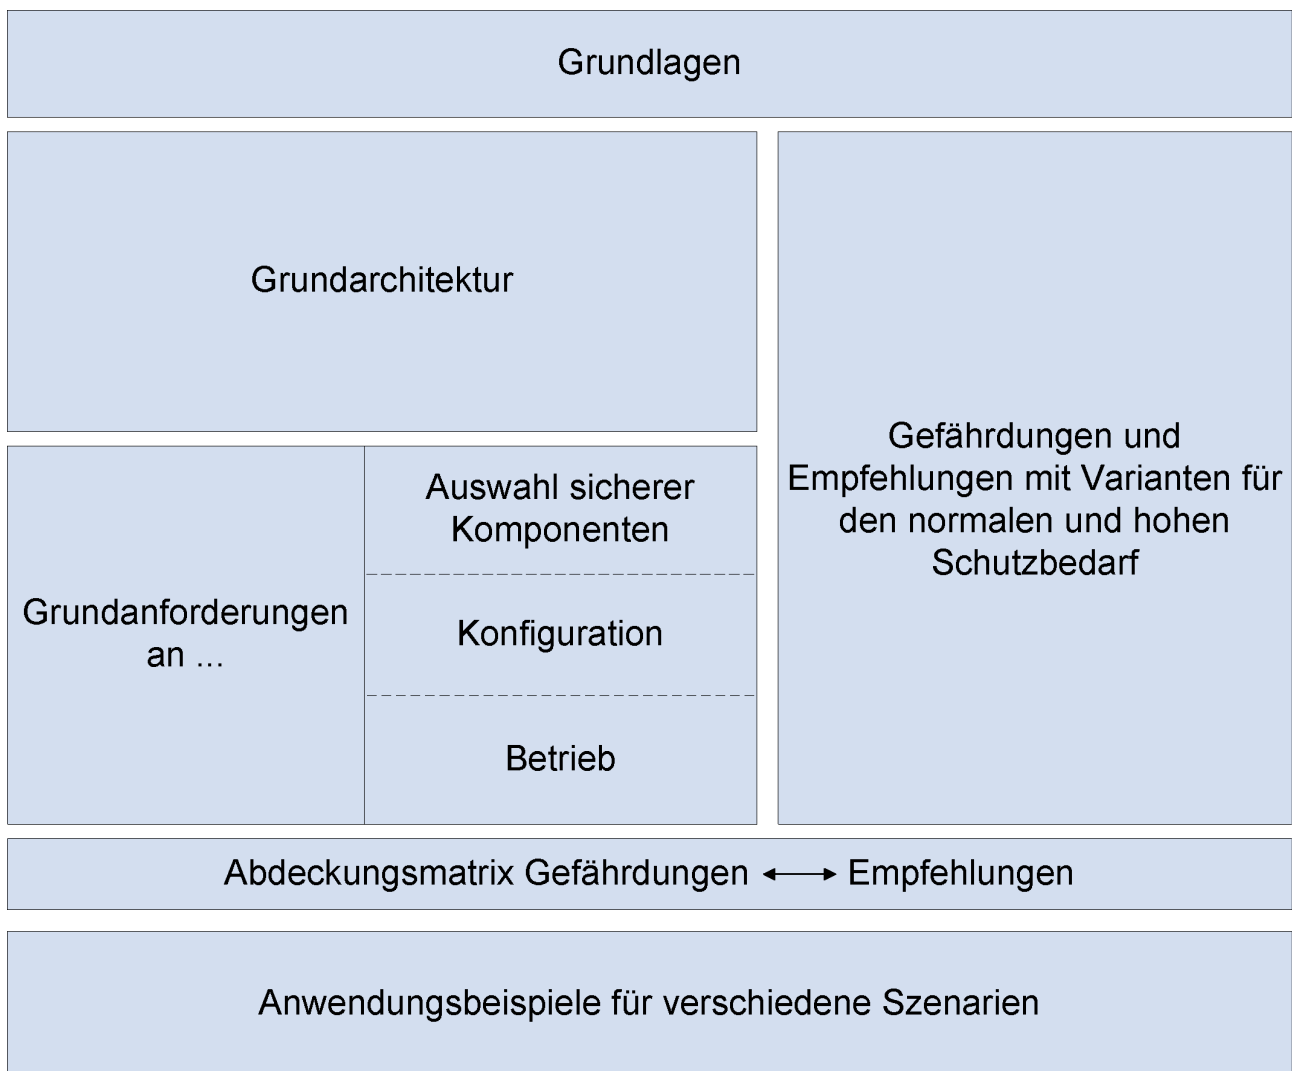 Grundlagen
Grundarchitektur
Grundanforderungen
an ...
Auswahl sicherer
Komponenten
Konfiguration
Betrieb
Gefährdungen und
Empfehlungen mit Varianten für
den normalen und hohen
Schutzbedarf
Abdeckungsmatrix Gefährdungen ⟷ Empfehlungen
Anwendungsbeispiele für verschiedene Szenarien